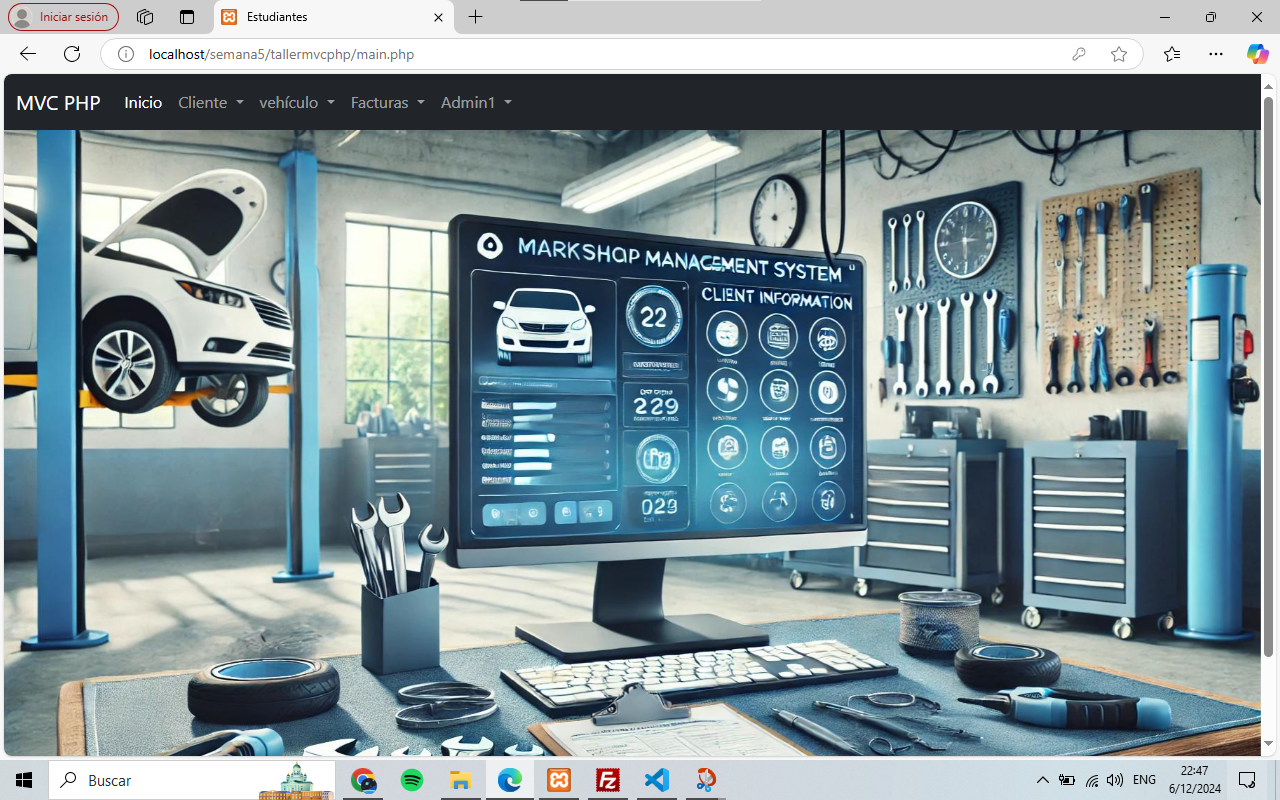 Iniciar sesión
Estudiantes
localhost/semana5/tallermvcphp/main.php
MVC PHP Inicio Cliente vehículo Facturas Admin1
MARKSHOP MANAGEMENT SYSTEM
CLIENT INFORMATION
22
229
029
Buscar
ENG
22:47
6/12/2024